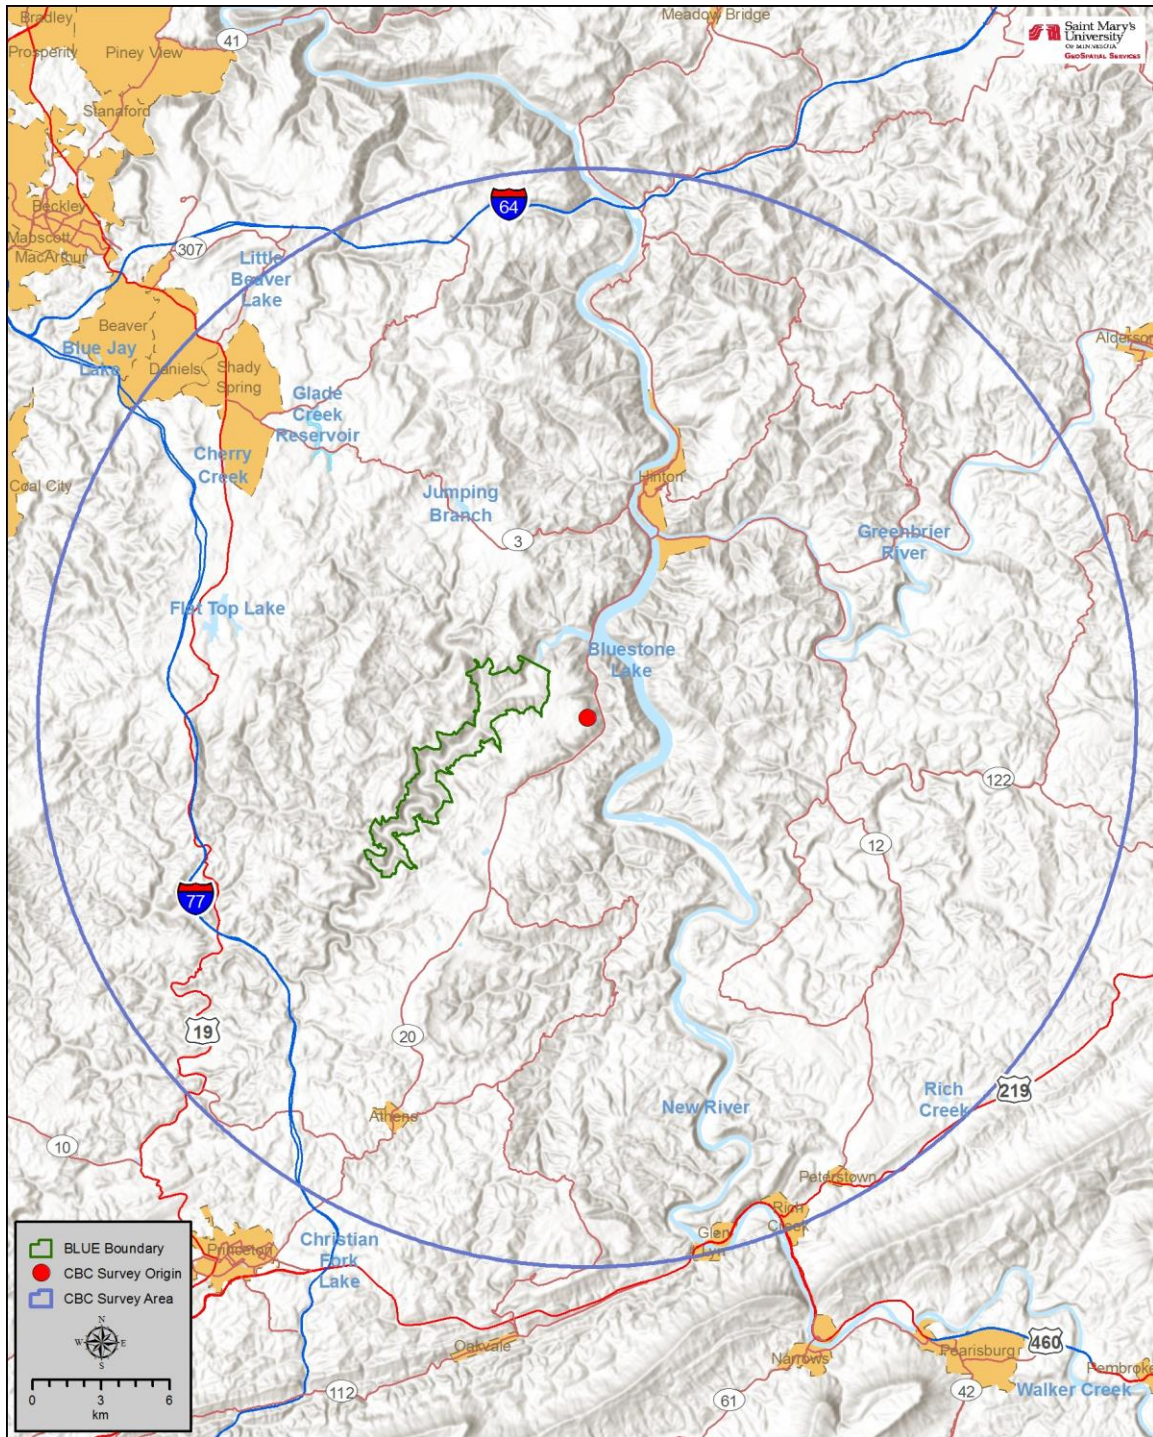 Bradley
Prosperity
Piney View
41
Meadow Bridge
Saint Mary's
University
OF MINNESOTA
GEOSPATIAL SERVICES
Stanaford
Beckley
Mabscott
MacArthur
307
64
Little
Beaver
Lake
Beaver
Blue Jay
Lake
Daniels
Shady
Spring
Alderson
Glade
Creek
Reservoir
Cherry
Creek
Coal City
Jumping
Branch
Hinton
3
Greenbrier
River
Flat Top Lake
Bluestone
Lake
122
12
77
19
20
Rich
Creek
219
New River
Athens
10
Peterstown
Rich
Creek
Glen
Lyn
Princeton
Christian
Fork
Lake
Oakvale
Narrows
Pearisburg
460
Pembroke
Walker Creek
112
61
42
BLUE Boundary
CBC Survey Origin
CBC Survey Area
N
W E
S
0 3 6
km